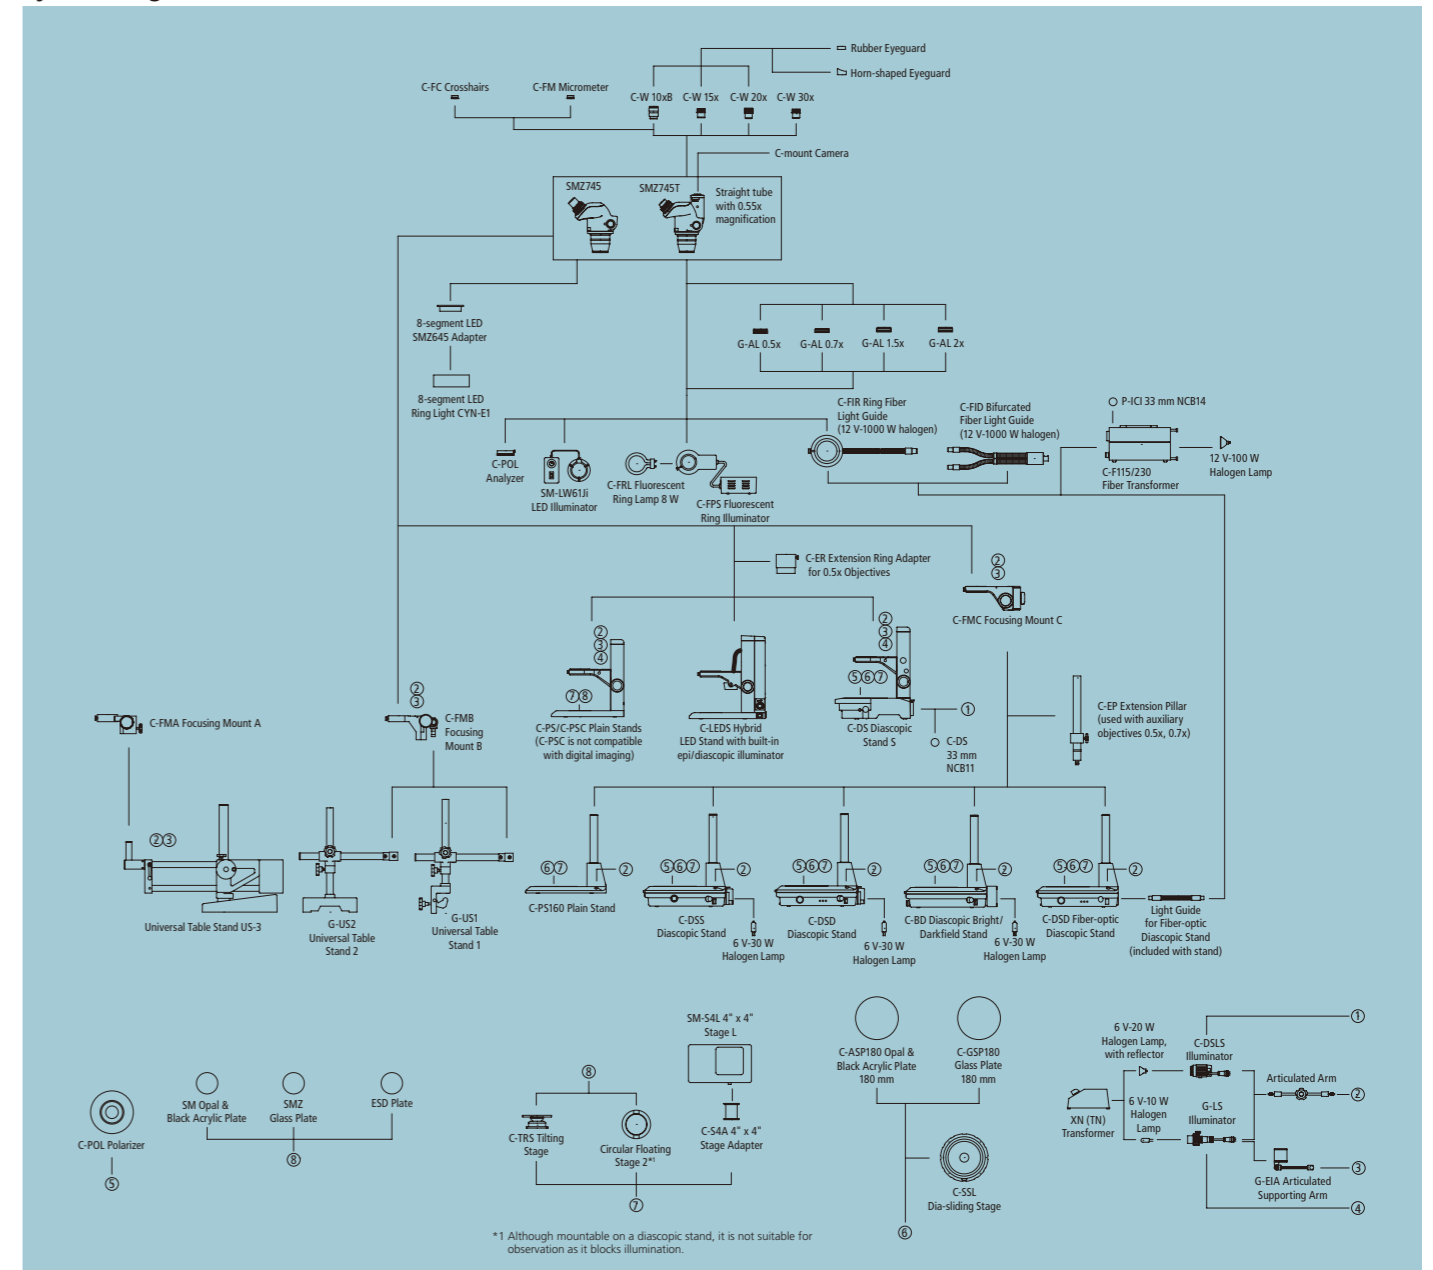 Rubber Eyeguard
Horn-shaped Eyeguard
C-FC Crosshairs
C-FM Micrometer
C-W 10xB
C-W 15x
C-W 20x
C-W 30x
C-mount Camera
SMZ745
SMZ745T
Straight tube
with 0.55x
magnification
8-segment LED
SMZ645 Adapter
8-segment LED
Ring Light CYN-E1
G-AL 0.5x
G-AL 0.7x
G-AL 1.5x
G-AL 2x
C-POL
Analyzer
SM-LW61Ji
LED Illuminator
C-FRL Fluorescent
Ring Lamp 8 W
C-FPS Fluorescent
Ring Illuminator
C-FIR Ring Fiber
Light Guide
(12 V-1000 W halogen)
C-FID Bifurcated
Fiber Light Guide
(12 V-1000 W halogen)
P-ICI 33 mm NCB14
C-F115/230
Fiber Transformer
12 V-100 W
Halogen Lamp
C-ER Extension Ring Adapter
for 0.5x Objectives
②
③
C-FMC Focusing Mount C
②
③
④
⑦⑧
C-PS/C-PSC Plain Stands
(C-PSC is not compatible
with digital imaging)
C-LEDS Hybrid
LED Stand with built-in
epi/diascopic illuminator
②
③
④
⑤⑥⑦
C-DS Diascopic
Stand S
①
C-DS
33 mm
NCB11
C-EP Extension Pillar
(used with auxiliary
objectives 0.5x, 0.7x)
C-FMA Focusing Mount A
②
③
C-FMB
Focusing
Mount B
②③
Universal Table Stand US-3
G-US2
Universal Table
Stand 2
G-US1
Universal Table
Stand 1
⑥⑦
②
C-PS160 Plain Stand
⑤⑥⑦
②
C-DSS
Diascopic Stand
6 V-30 W
Halogen Lamp
⑤⑥⑦
②
C-DSD
Diascopic Stand
6 V-30 W
Halogen Lamp
⑤⑥⑦
②
C-BD Diascopic Bright/
Darkfield Stand
6 V-30 W
Halogen Lamp
⑤⑥⑦
②
C-DSD Fiber-optic
Diascopic Stand
Light Guide
for Fiber-optic
Diascopic Stand
(included with stand)
C-POL Polarizer
⑤
SM Opal &
Black Acrylic Plate
SMZ
Glass Plate
ESD Plate
⑧
⑧
C-TRS Tilting
Stage
Circular Floating
Stage 2*1
SM-S4L 4" x 4"
Stage L
C-S4A 4" x 4"
Stage Adapter
⑦
C-ASP180 Opal &
Black Acrylic Plate
180 mm
C-GSP180
Glass Plate
180 mm
C-SSL
Dia-sliding Stage
⑥
XN (TN)
Transformer
6 V-20 W
Halogen Lamp,
with reflector
6 V-10 W
Halogen
Lamp
C-DSLS
Illuminator
G-LS
Illuminator
①
Articulated Arm
②
③
G-EIA Articulated
Supporting Arm
④
*1 Although mountable on a diascopic stand, it is not suitable for
observation as it blocks illumination.